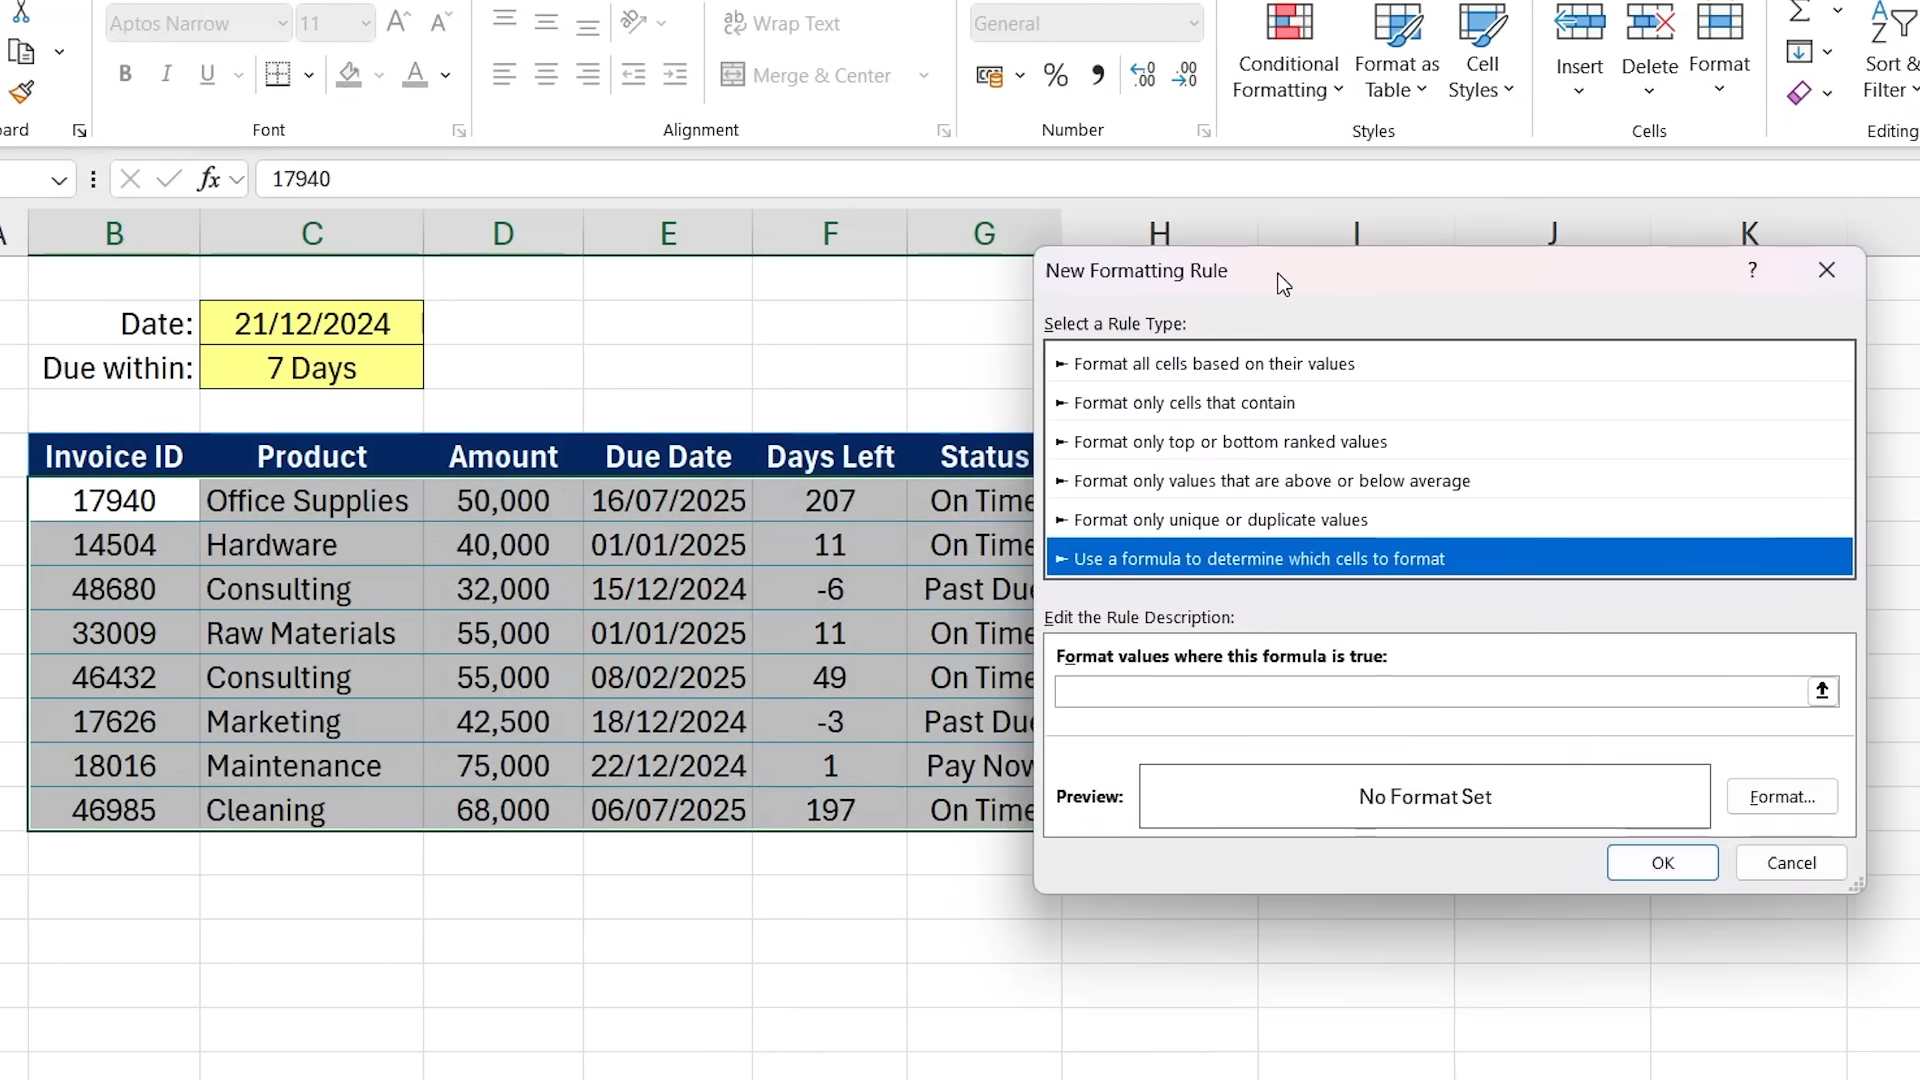 Aptos Narrow 11
Wrap Text
General
Conditional Formatting
Format as Table
Cell Styles
Insert
Delete
Format
Sort &
Filter
B I U
Merge & Center
% 9 .00 .00
ard
Font
Alignment
Number
Styles
Cells
Editing
fx 17940
A B C D E F G H I J K
Date: 21/12/2024
Due within: 7 Days
Invoice ID Product Amount Due Date Days Left Status
17940 Office Supplies 50,000 16/07/2025 207 On Time
14504 Hardware 40,000 01/01/2025 11 On Time
48680 Consulting 32,000 15/12/2024 -6 Past Du
33009 Raw Materials 55,000 01/01/2025 11 On Time
46432 Consulting 55,000 08/02/2025 49 On Time
17626 Marketing 42,500 18/12/2024 -3 Past Du
18016 Maintenance 75,000 22/12/2024 1 Pay Now
46985 Cleaning 68,000 06/07/2025 197 On Time
New Formatting Rule ?
Select a Rule Type:
► Format all cells based on their values
► Format only cells that contain
► Format only top or bottom ranked values
► Format only values that are above or below average
► Format only unique or duplicate values
► Use a formula to determine which cells to format
Edit the Rule Description:
Format values where this formula is true:
Preview: No Format Set Format...
OK Cancel